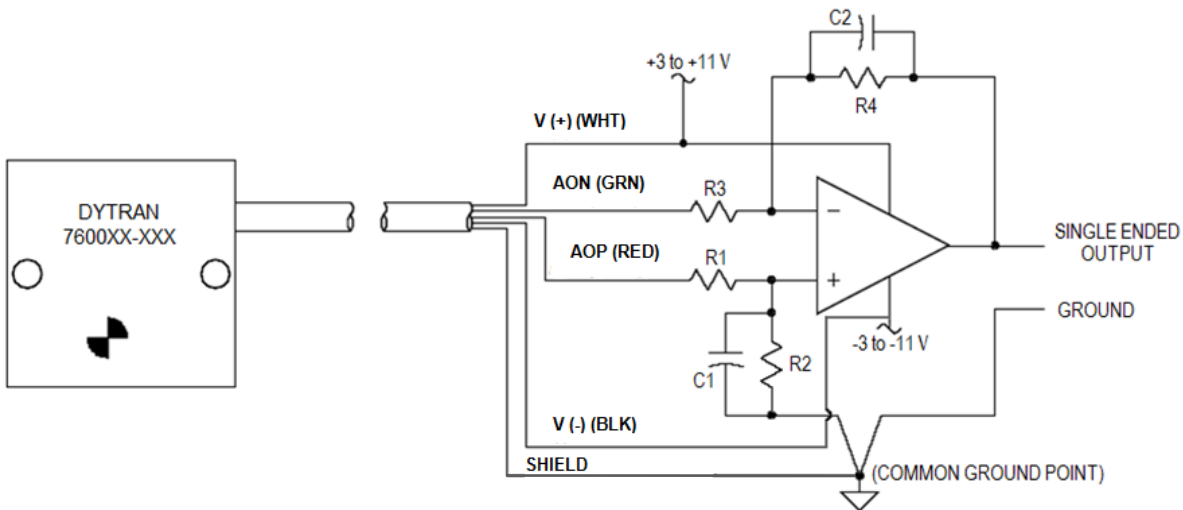 C2
+3 to +11 V
R4
V (+) (WHT)
AON (GRN)
R3
DYTRAN
7600XX-XXX
−
SINGLE ENDED
OUTPUT
AOP (RED)
R1
+
GROUND
-3 to -11 V
C1
R2
V (-) (BLK)
SHIELD
(COMMON GROUND POINT)